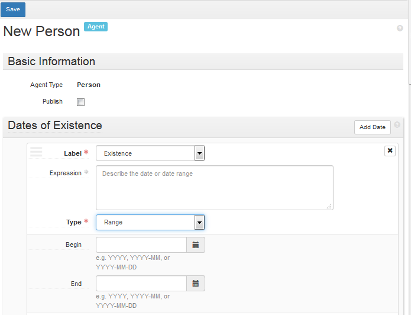 Save
New Person Agent
Basic Information
Agent Type Person
Publish
Dates of Existence Add Date
Label * Existence
Expression * Describe the date or date range
Type * Range
Begin
e.g. YYYY, YYYY-MM, or
YYYY-MM-DD
End
e.g. YYYY, YYYY-MM, or
YYYY-MM-DD